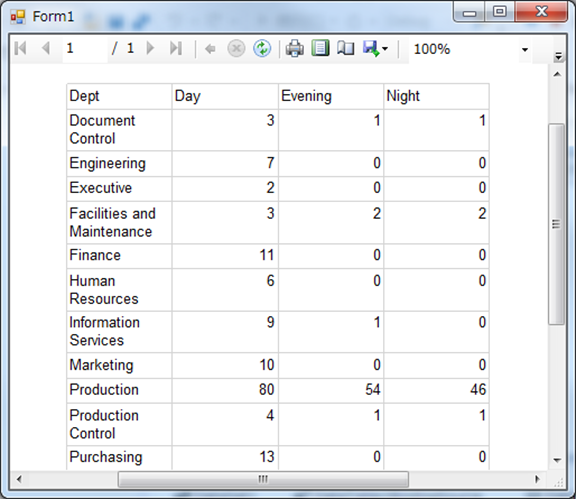 Form1
1 / 1 100%
Dept Day Evening Night
Document 3 1 1
Control
Engineering 7 0 0
Executive 2 0 0
Facilities and 3 2 2
Maintenance
Finance 11 0 0
Human 6 0 0
Resources
Information 9 1 0
Services
Marketing 10 0 0
Production 80 54 46
Production 4 1 1
Control
Purchasing 13 0 0